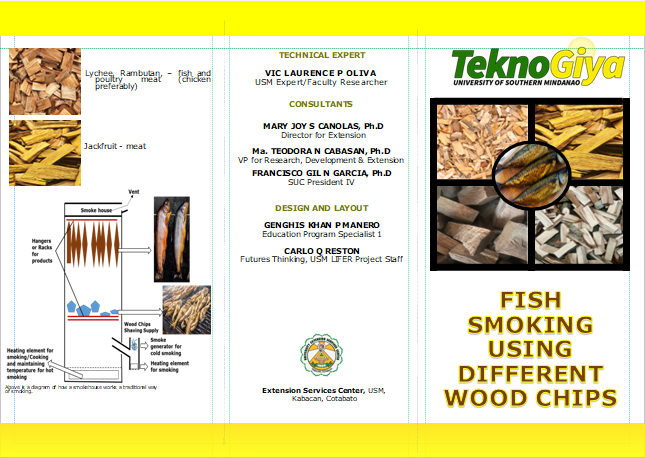 Lychee, Rambutan, – fish and
poultry meat (chicken
preferably)
Jackfruit - meat
Vent
Smoke house
Hangers
or Racks
for
products
Wood Chips
Shaving Supply
Smoke
generator for
cold smoking
Heating element for
smoking/Cooking
and maintaining
temperature for hot
smoking
Heating element
for smoking
Above is a diagram of how a smokehouse works a traditional way
of smoking.
TECHNICAL EXPERT
VIC LAURENCE P OLIVA
USM Expert/Faculty Researcher
CONSULTANTS
MARY JOY S CANOLAS, Ph.D
Director for Extension
Ma. TEODORA N CABASAN, Ph.D
VP for Research, Development & Extension
FRANCISCO GIL N GARCIA, Ph.D
SUC President IV
DESIGN AND LAYOUT
GENGHIS KHAN P MANERO
Education Program Specialist 1
CARLO Q RESTON
Futures Thinking, USM LIFER Project Staff
Extension Services Center, USM,
Kabacan, Cotabato
TeknoGiya
UNIVERSITY OF SOUTHERN MINDANAO
FISH
SMOKING
USING
DIFFERENT
WOOD CHIPS